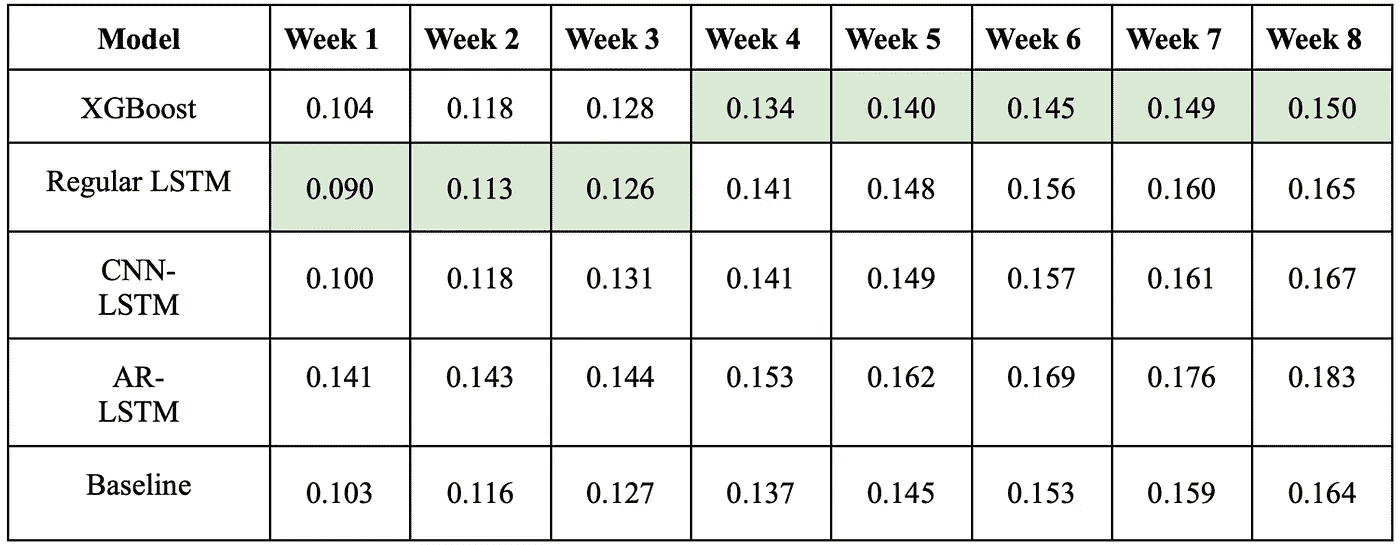 Model Week 1 Week 2 Week 3 Week 4 Week 5 Week 6 Week 7 Week 8
XGBoost 0.104 0.118 0.128 0.134 0.140 0.145 0.149 0.150
Regular LSTM 0.090 0.113 0.126 0.141 0.148 0.156 0.160 0.165
CNN-
LSTM 0.100 0.118 0.131 0.141 0.149 0.157 0.161 0.167
AR-
LSTM 0.141 0.143 0.144 0.153 0.162 0.169 0.176 0.183
Baseline 0.103 0.116 0.127 0.137 0.145 0.153 0.159 0.164